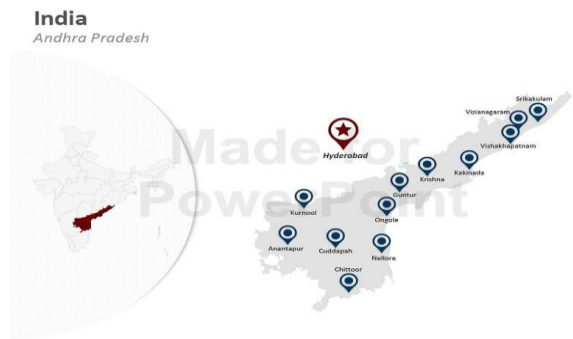 India
Andhra Pradesh
Made for
PowerPoint
Srikakulam
Vizianagaram
Vishakhapatnam
Hyderabad
Kakinada
Krishna
Guntur
Kurnool
Ongole
Anantapur
Cuddapah
Nellore
Chittoor